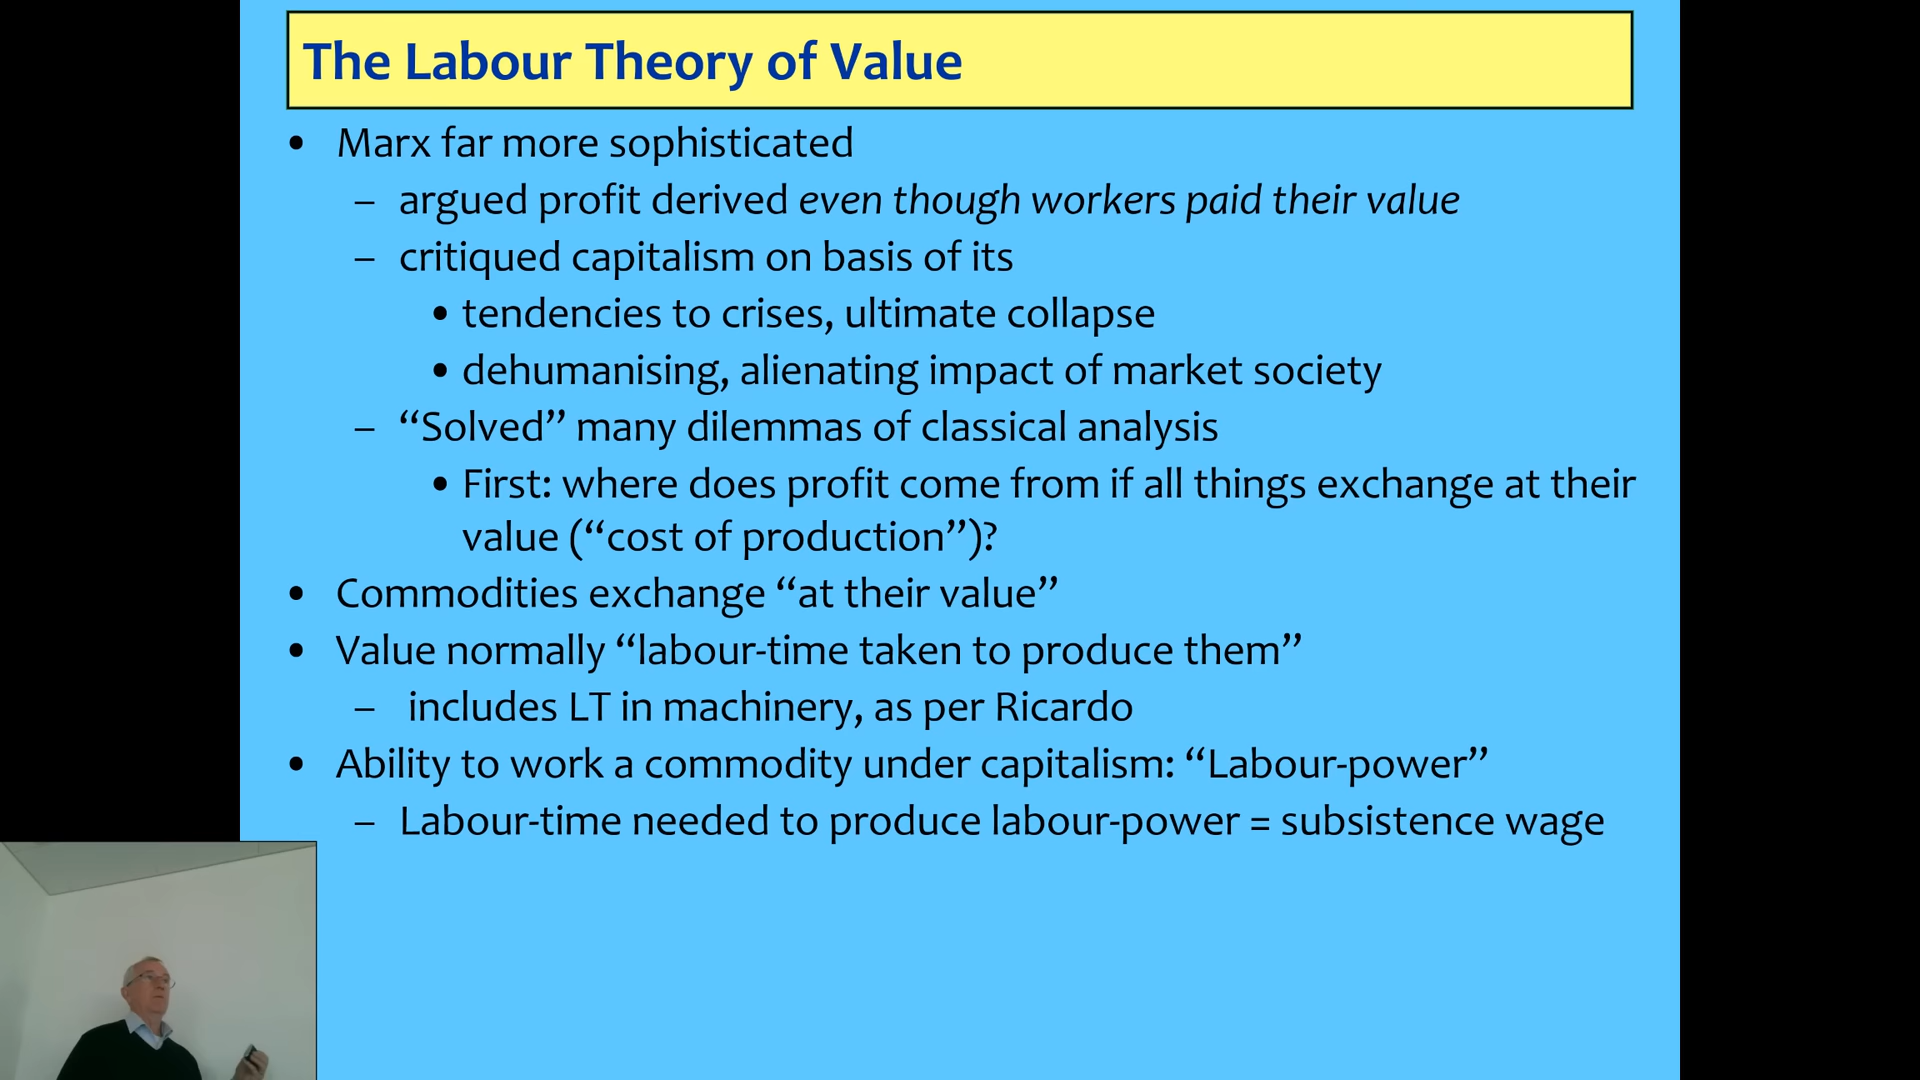 The Labour Theory of Value
• Marx far more sophisticated
– argued profit derived even though workers paid their value
– critiqued capitalism on basis of its
• tendencies to crises, ultimate collapse
• dehumanising, alienating impact of market society
– “Solved” many dilemmas of classical analysis
• First: where does profit come from if all things exchange at their
value (“cost of production”)?
• Commodities exchange “at their value”
• Value normally “labour-time taken to produce them”
– includes LT in machinery, as per Ricardo
• Ability to work a commodity under capitalism: “Labour-power”
– Labour-time needed to produce labour-power = subsistence wage